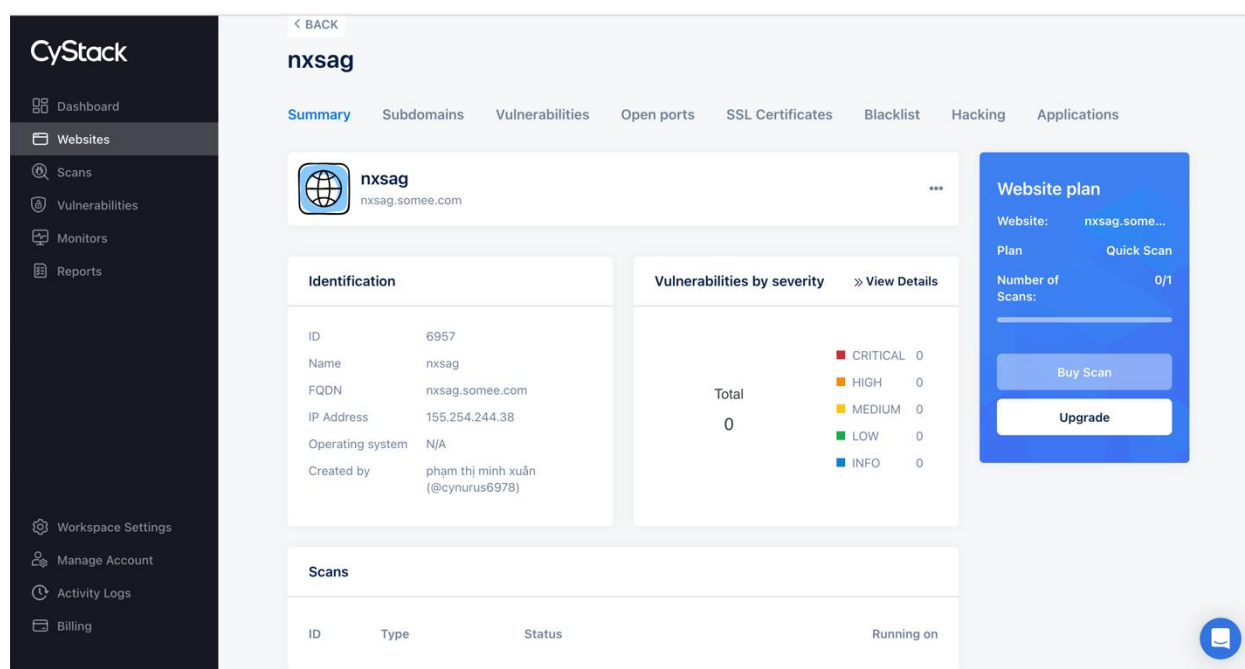 CyStack
Dashboard
Websites
Scans
Vulnerabilities
Monitors
Reports
Workspace Settings
Manage Account
Activity Logs
Billing
< BACK
nxsag
Summary Subdomains Vulnerabilities Open ports SSL Certificates Blacklist Hacking Applications
nxsag
nxsag.somee.com
•••
Identification
ID 6957
Name nxsag
FQDN nxsag.somee.com
IP Address 155.254.244.38
Operating system N/A
Created by phạm thị minh xuân
(@cynurus6978)
Vulnerabilities by severity » View Details
Total
0
CRITICAL 0
HIGH 0
MEDIUM 0
LOW 0
INFO 0
Scans
ID Type Status Running on
Website plan
Website: nxsag.some...
Plan Quick Scan
Number of 0/1
Scans:
Buy Scan
Upgrade